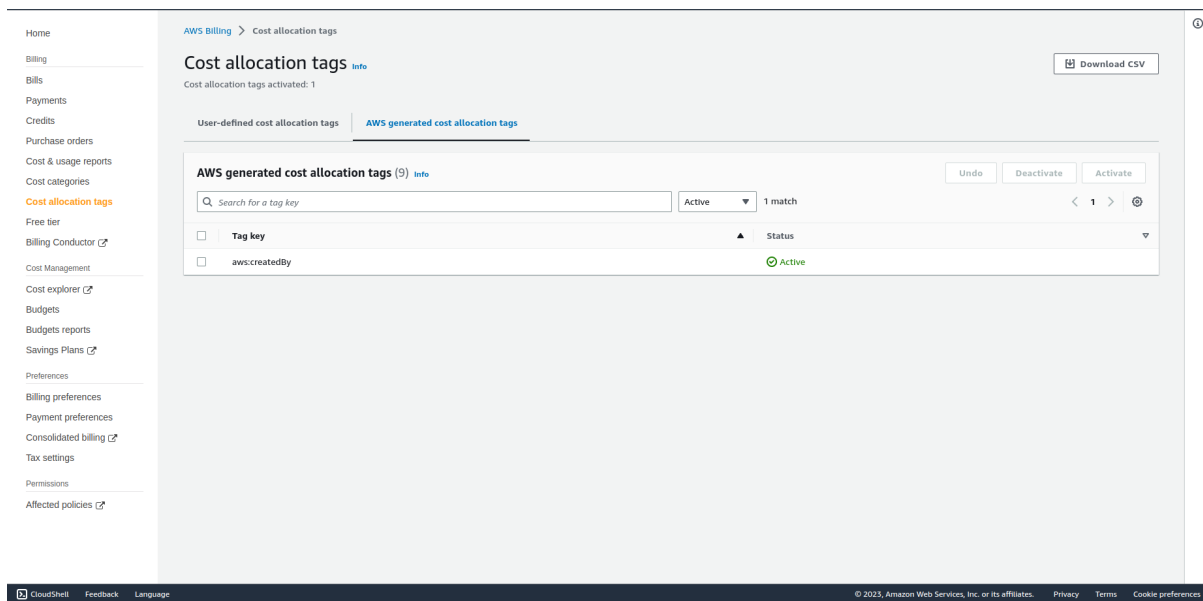 Home
Billing
Bills
Payments
Credits
Purchase orders
Cost & usage reports
Cost categories
Cost allocation tags
Free tier
Billing Conductor
Cost Management
Cost explorer
Budgets
Budgets reports
Savings Plans
Preferences
Billing preferences
Payment preferences
Consolidated billing
Tax settings
Permissions
Affected policies
AWS Billing > Cost allocation tags
Cost allocation tags Info
Download CSV
Cost allocation tags activated: 1
User-defined cost allocation tags AWS generated cost allocation tags
AWS generated cost allocation tags (9) Info
Undo Deactivate Activate
Search for a tag key Active 1 match < 1 >
Tag key Status
aws:createdBy Active
CloudShell Feedback Language © 2023, Amazon Web Services, Inc. or its affiliates. Privacy Terms Cookie preferences